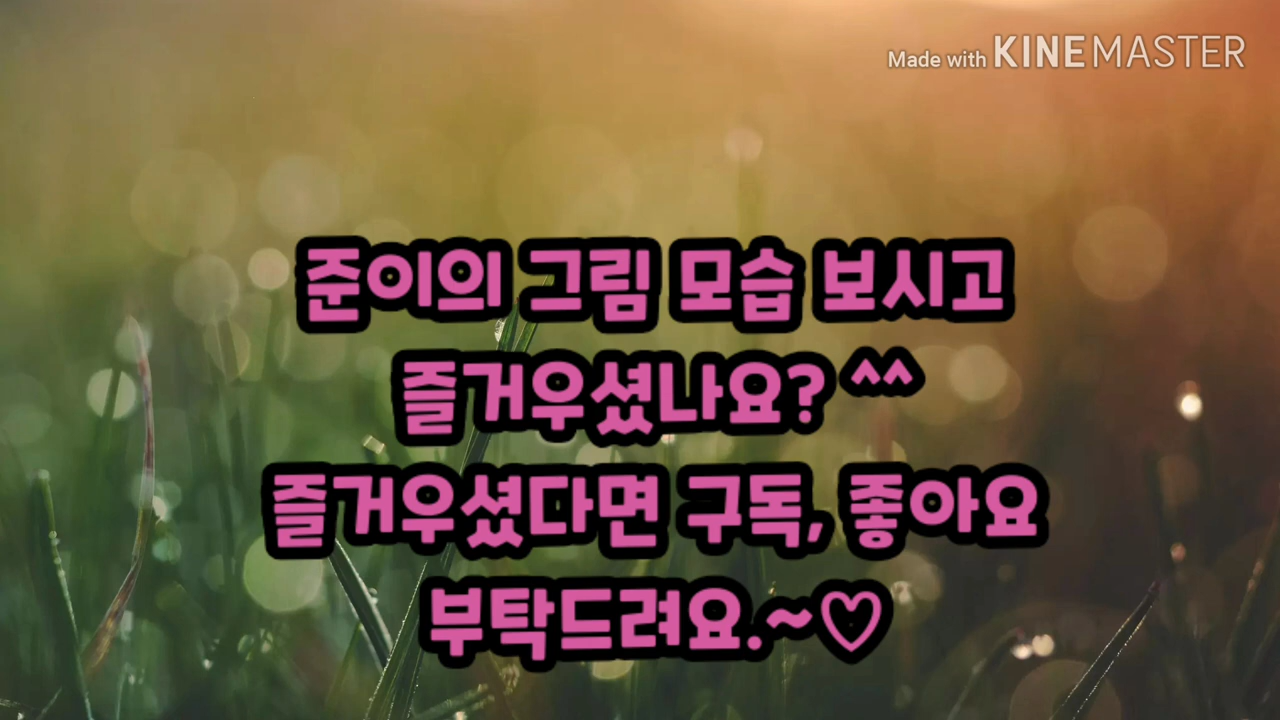 Made with KINEMASTER
준이의 그림 모습 보시고
즐거우셨나요? ^^
즐거우셨다면 구독, 좋아요
부탁드려요.~♡